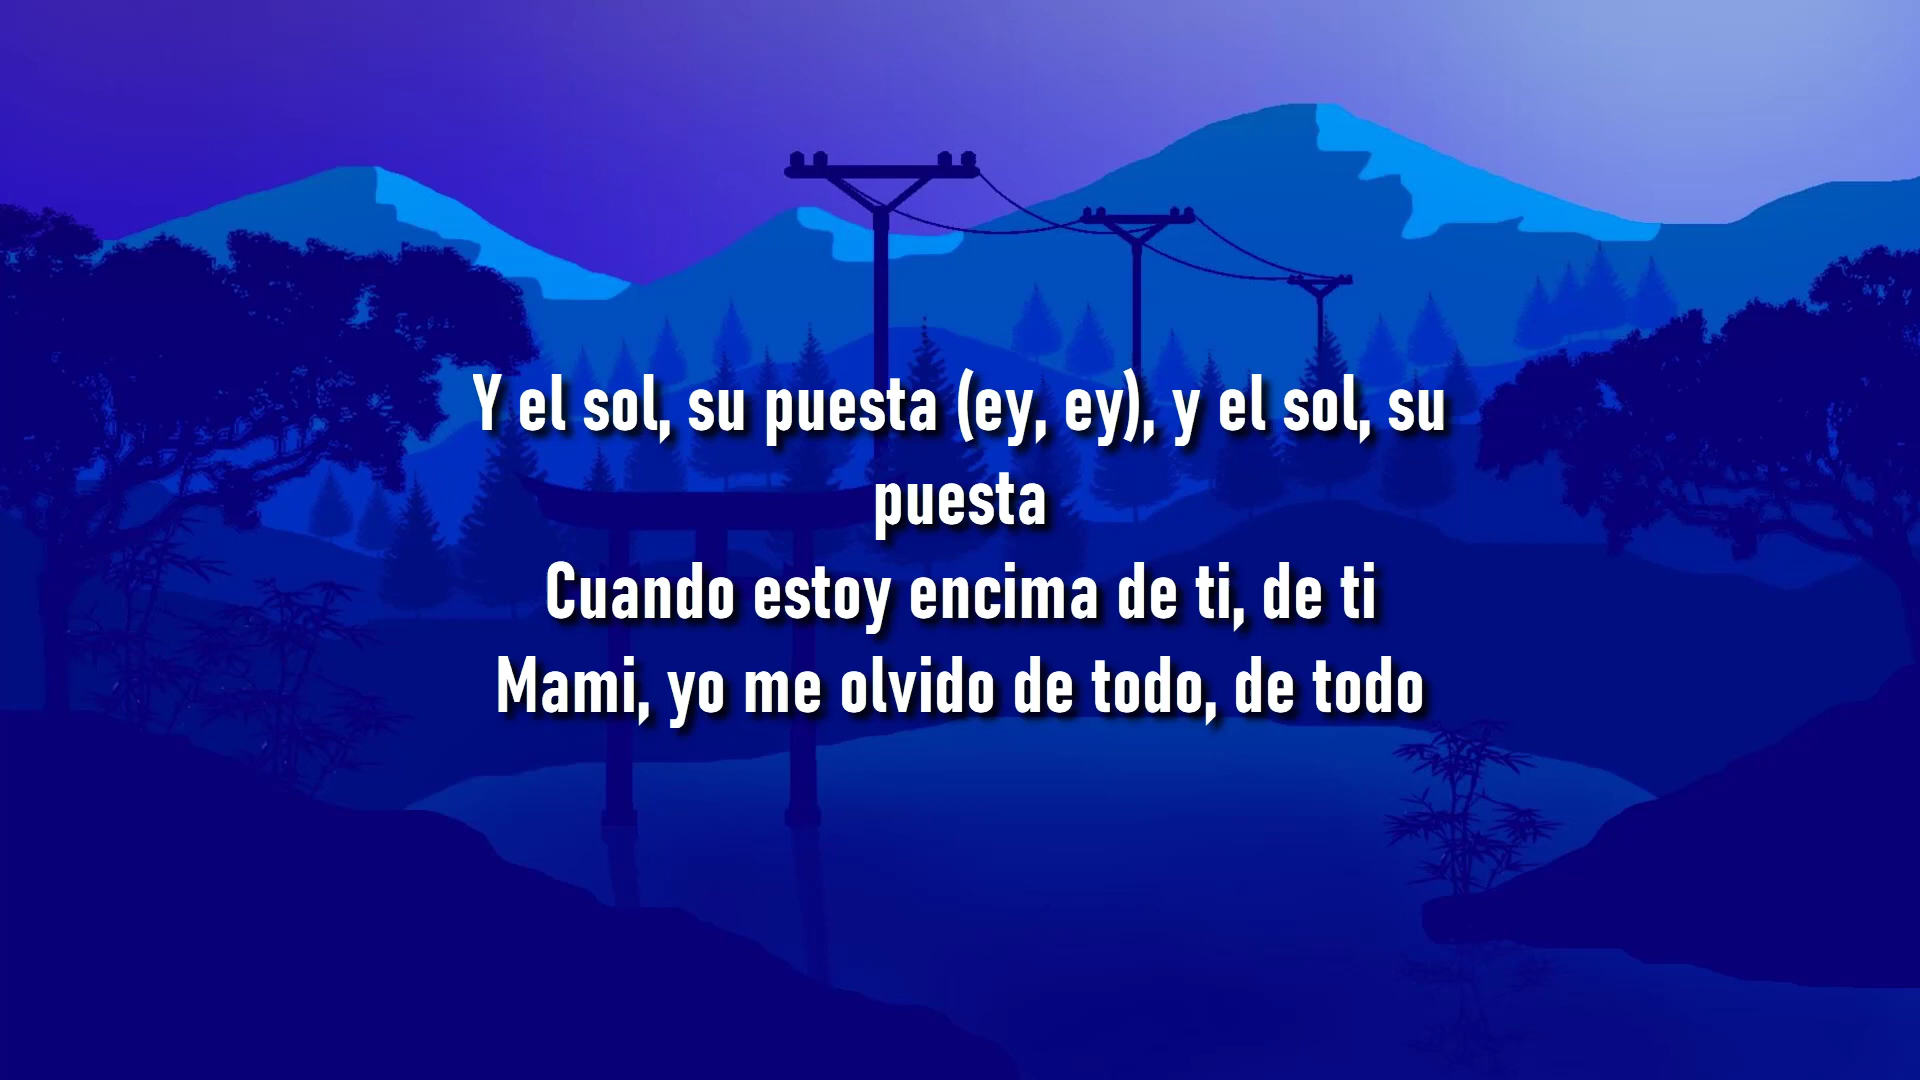 Y el sol, su puesta (ey, ey), y el sol, su
puesta
Cuando estoy encima de ti, de ti
Mami, yo me olvido de todo, de todo